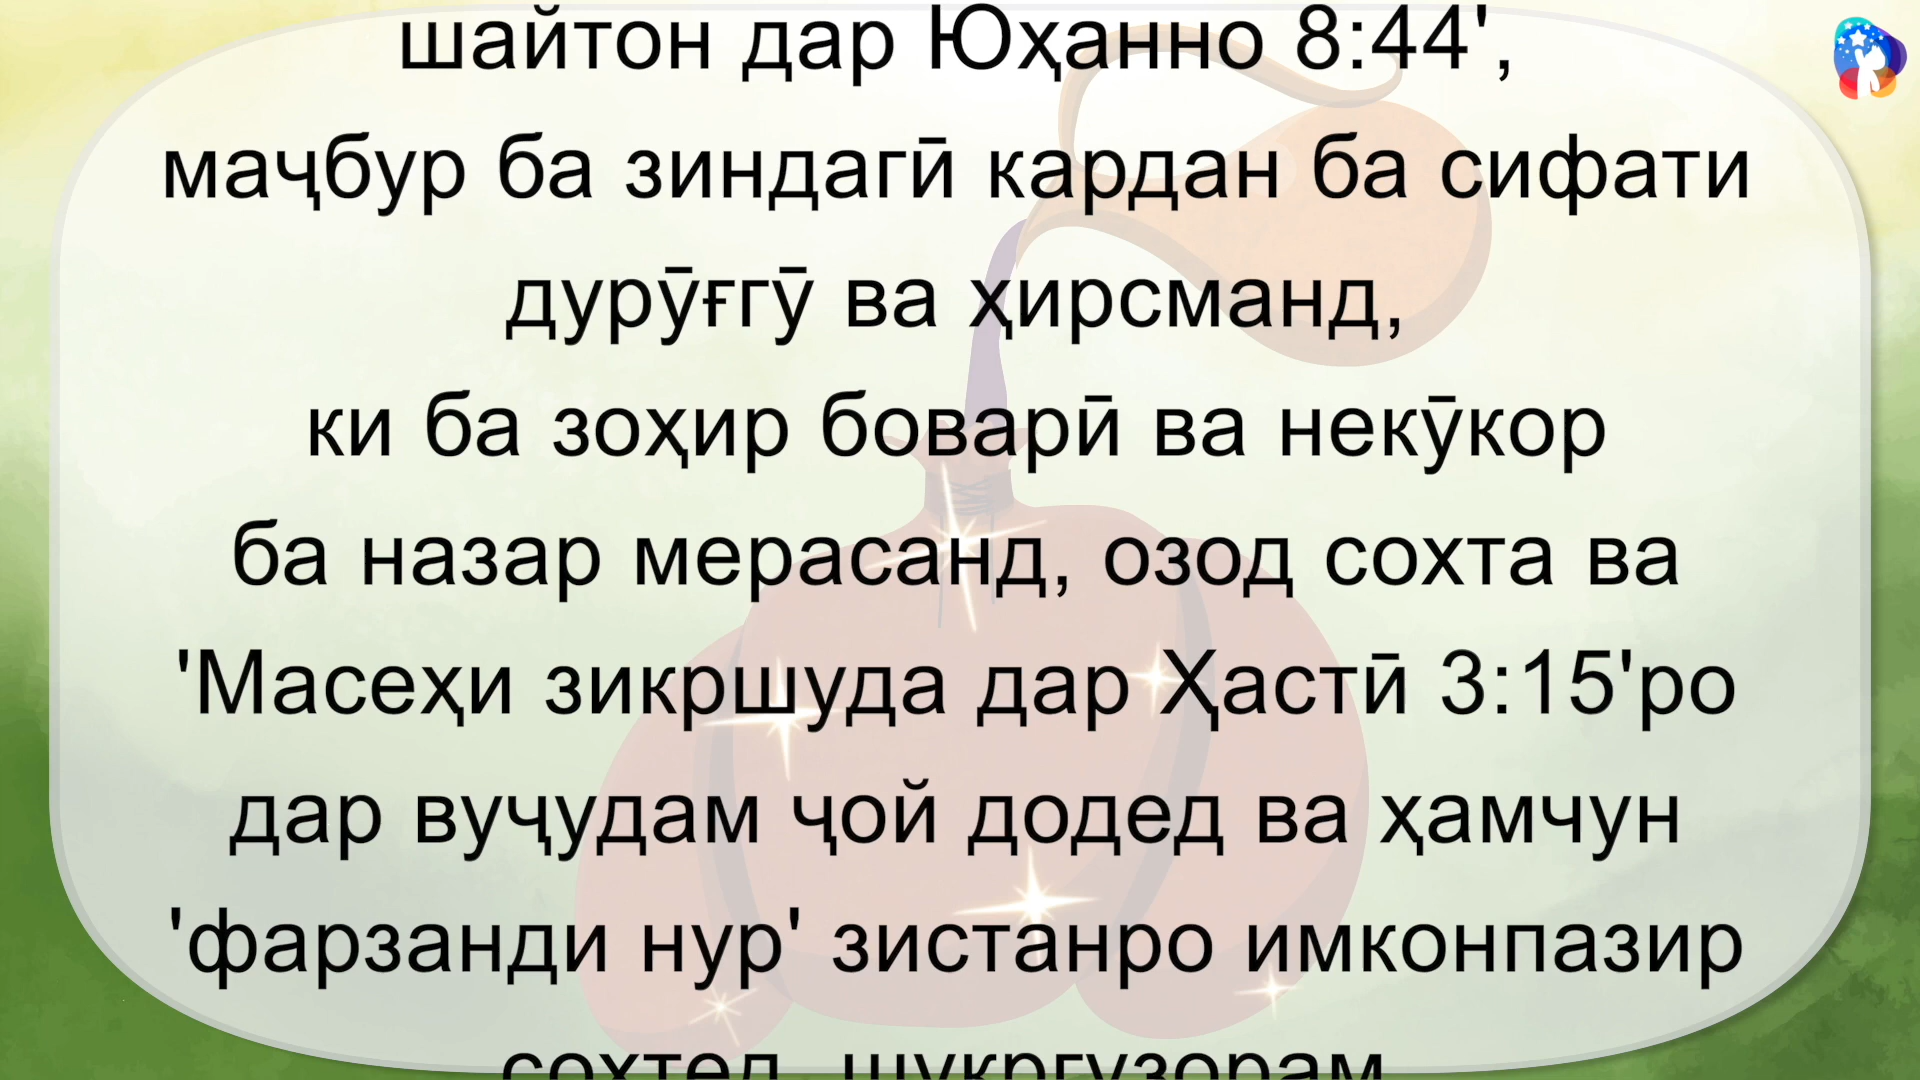 шайтон дар Юҳанно 8:44',
маҷбур ба зиндагӣ кардан ба сифати
дурӯғгӯ ва ҳирсманд,
ки ба зоҳир боварӣ ва некӯкор
ба назар мерасанд, озод сохта ва
'Масеҳи зикршуда дар Ҳастӣ 3:15'ро
дар вуҷудам ҷой додед ва ҳамчун
'фарзанди нур' зистанро имконпазир
сохтед, шукргузорам.